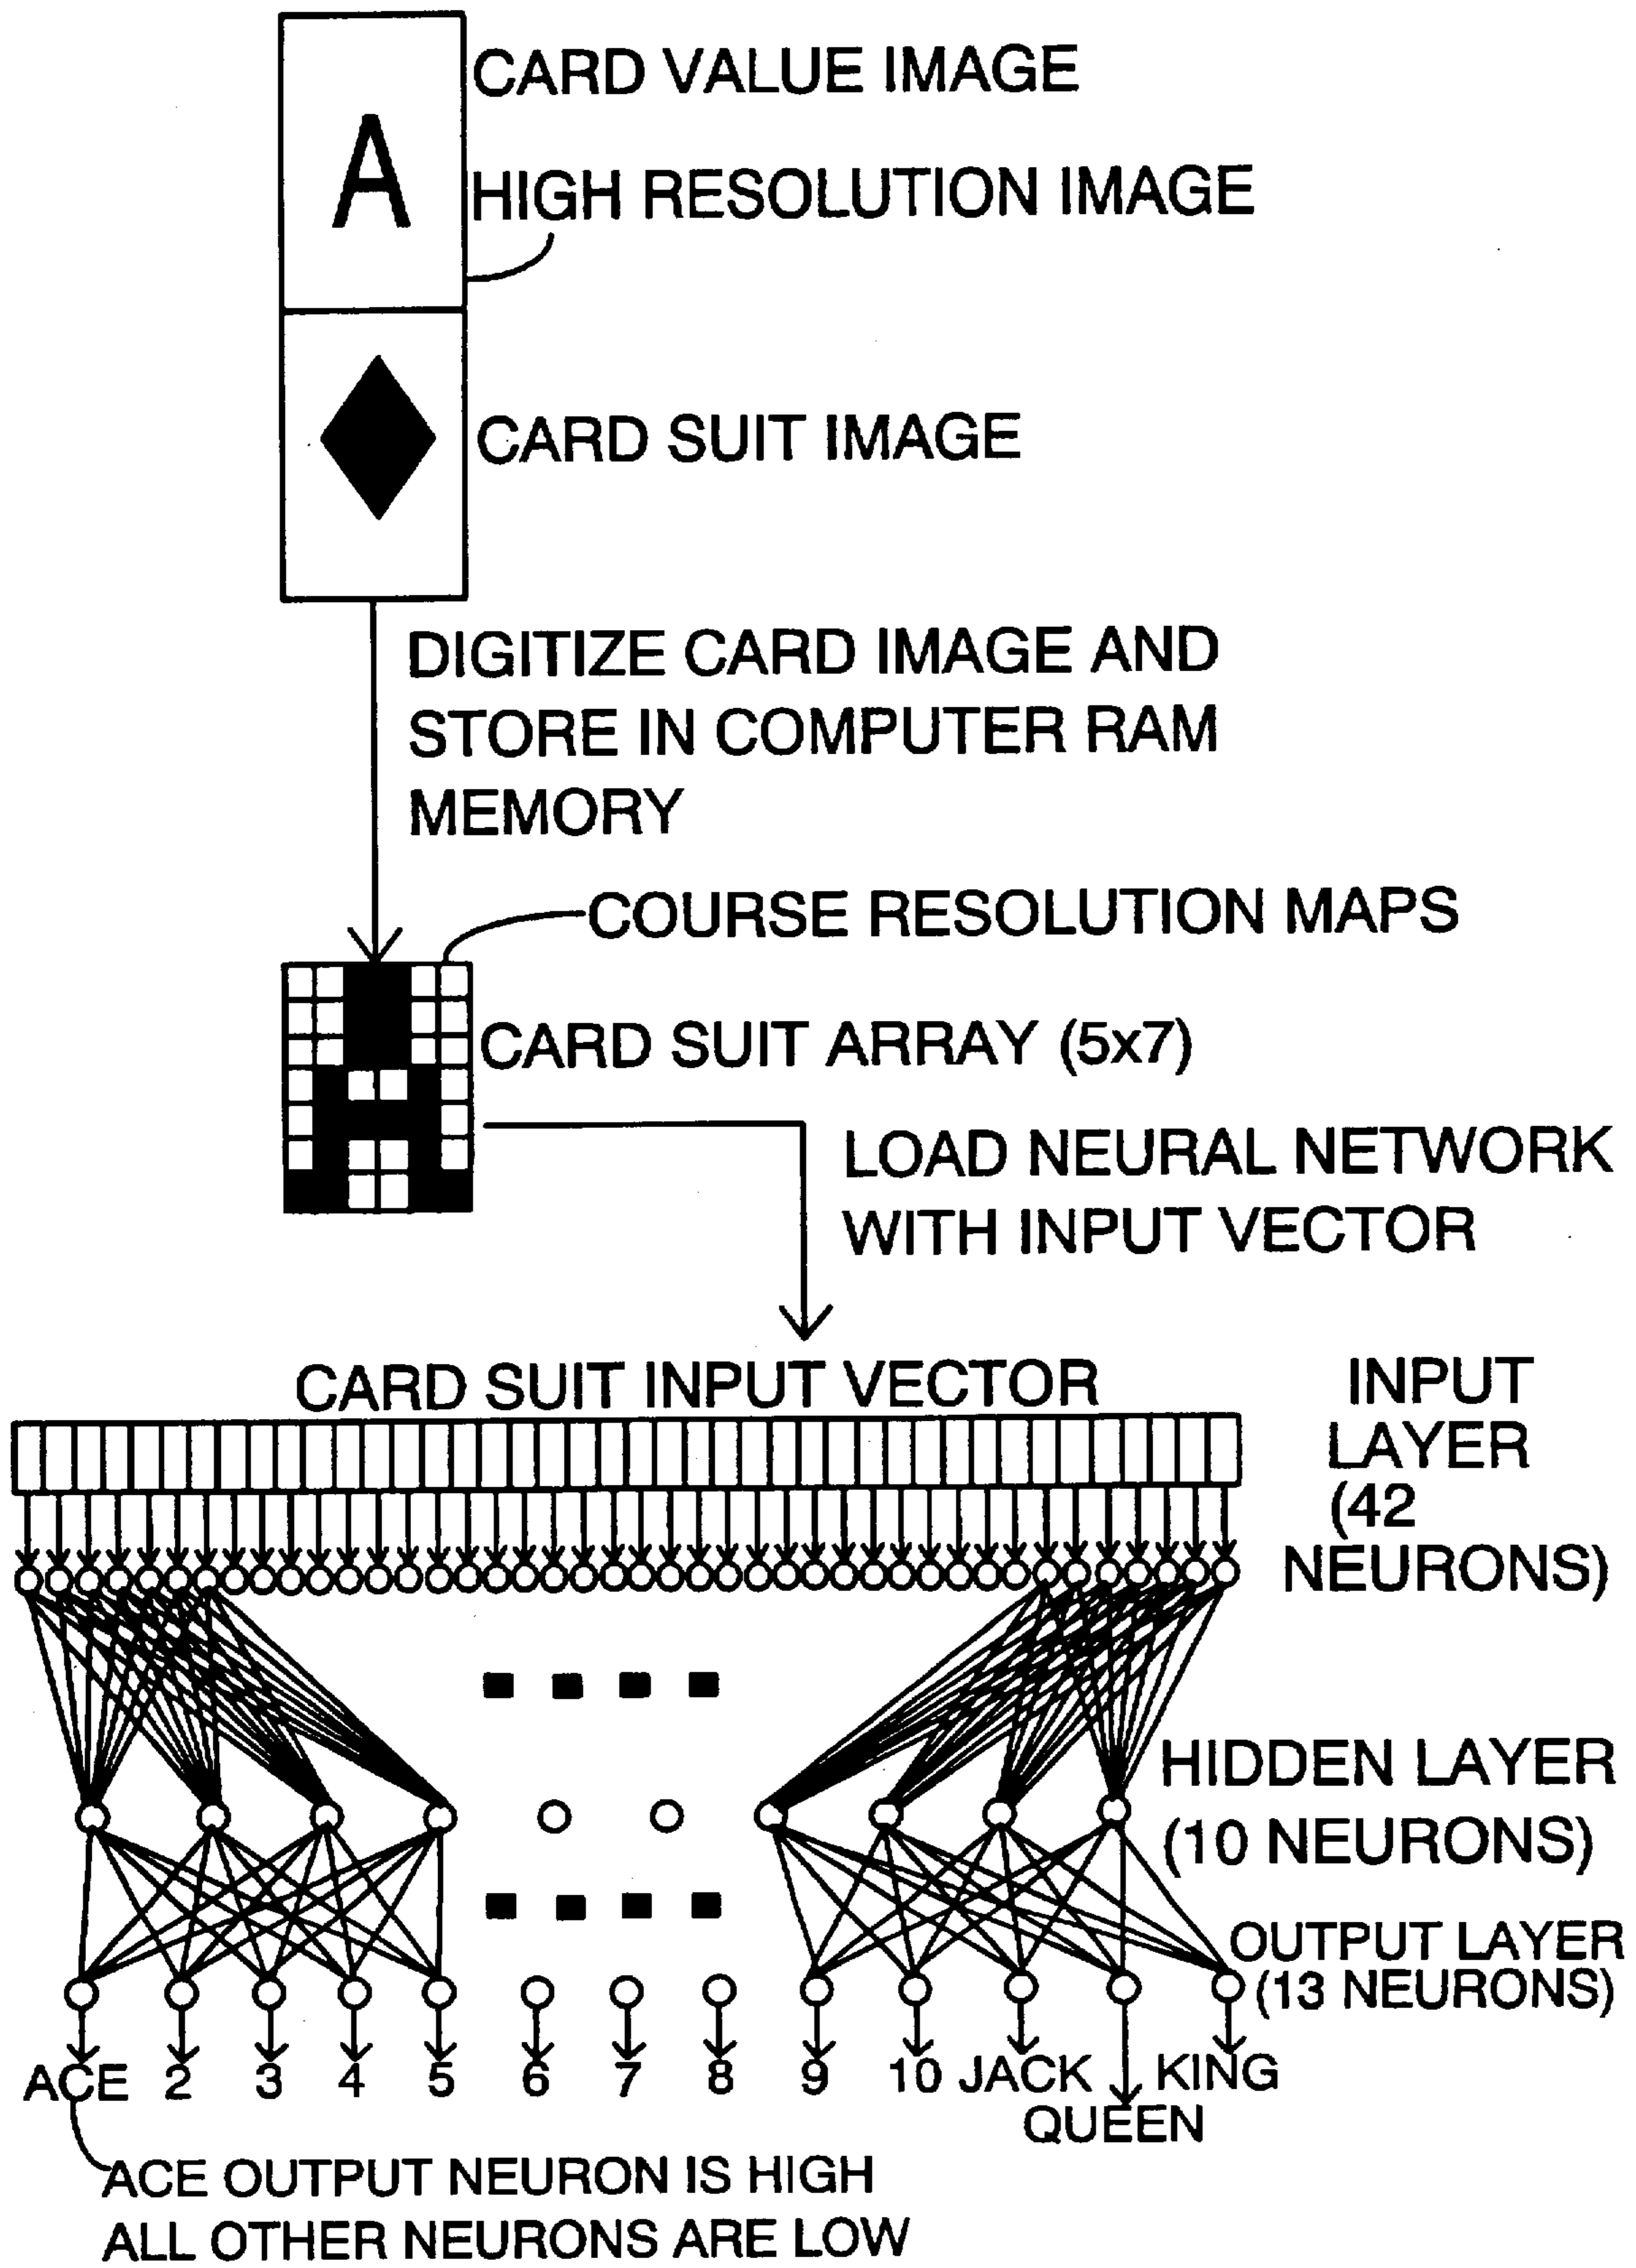 CARD VALUE IMAGE
A
HIGH RESOLUTION IMAGE
CARD SUIT IMAGE
DIGITIZE CARD IMAGE AND
STORE IN COMPUTER RAM
MEMORY
COURSE RESOLUTION MAPS
CARD SUIT ARRAY (5x7)
LOAD NEURAL NETWORK
WITH INPUT VECTOR
CARD SUIT INPUT VECTOR
INPUT
LAYER
(42
NEURONS)
HIDDEN LAYER
(10 NEURONS)
OUTPUT LAYER
(13 NEURONS)
ACE 2 3 4 5 6 7 8 9 10 JACK KING
QUEEN
ACE OUTPUT NEURON IS HIGH
ALL OTHER NEURONS ARE LOW